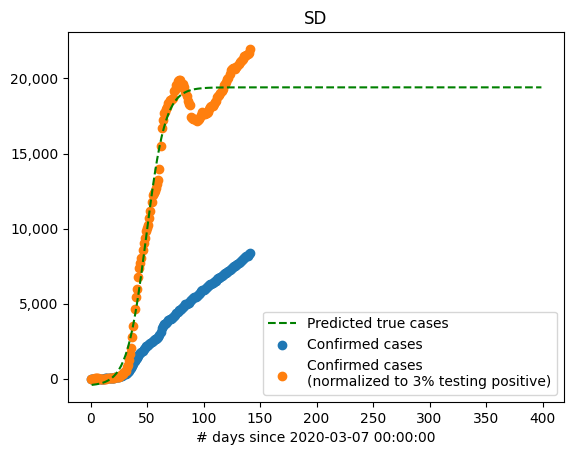 SD
20,000
15,000
10,000
5,000
0
Predicted true cases
Confirmed cases
Confirmed cases
(normalized to 3% testing positive)
0 50 100 150 200 250 300 350 400
# days since 2020-03-07 00:00:00